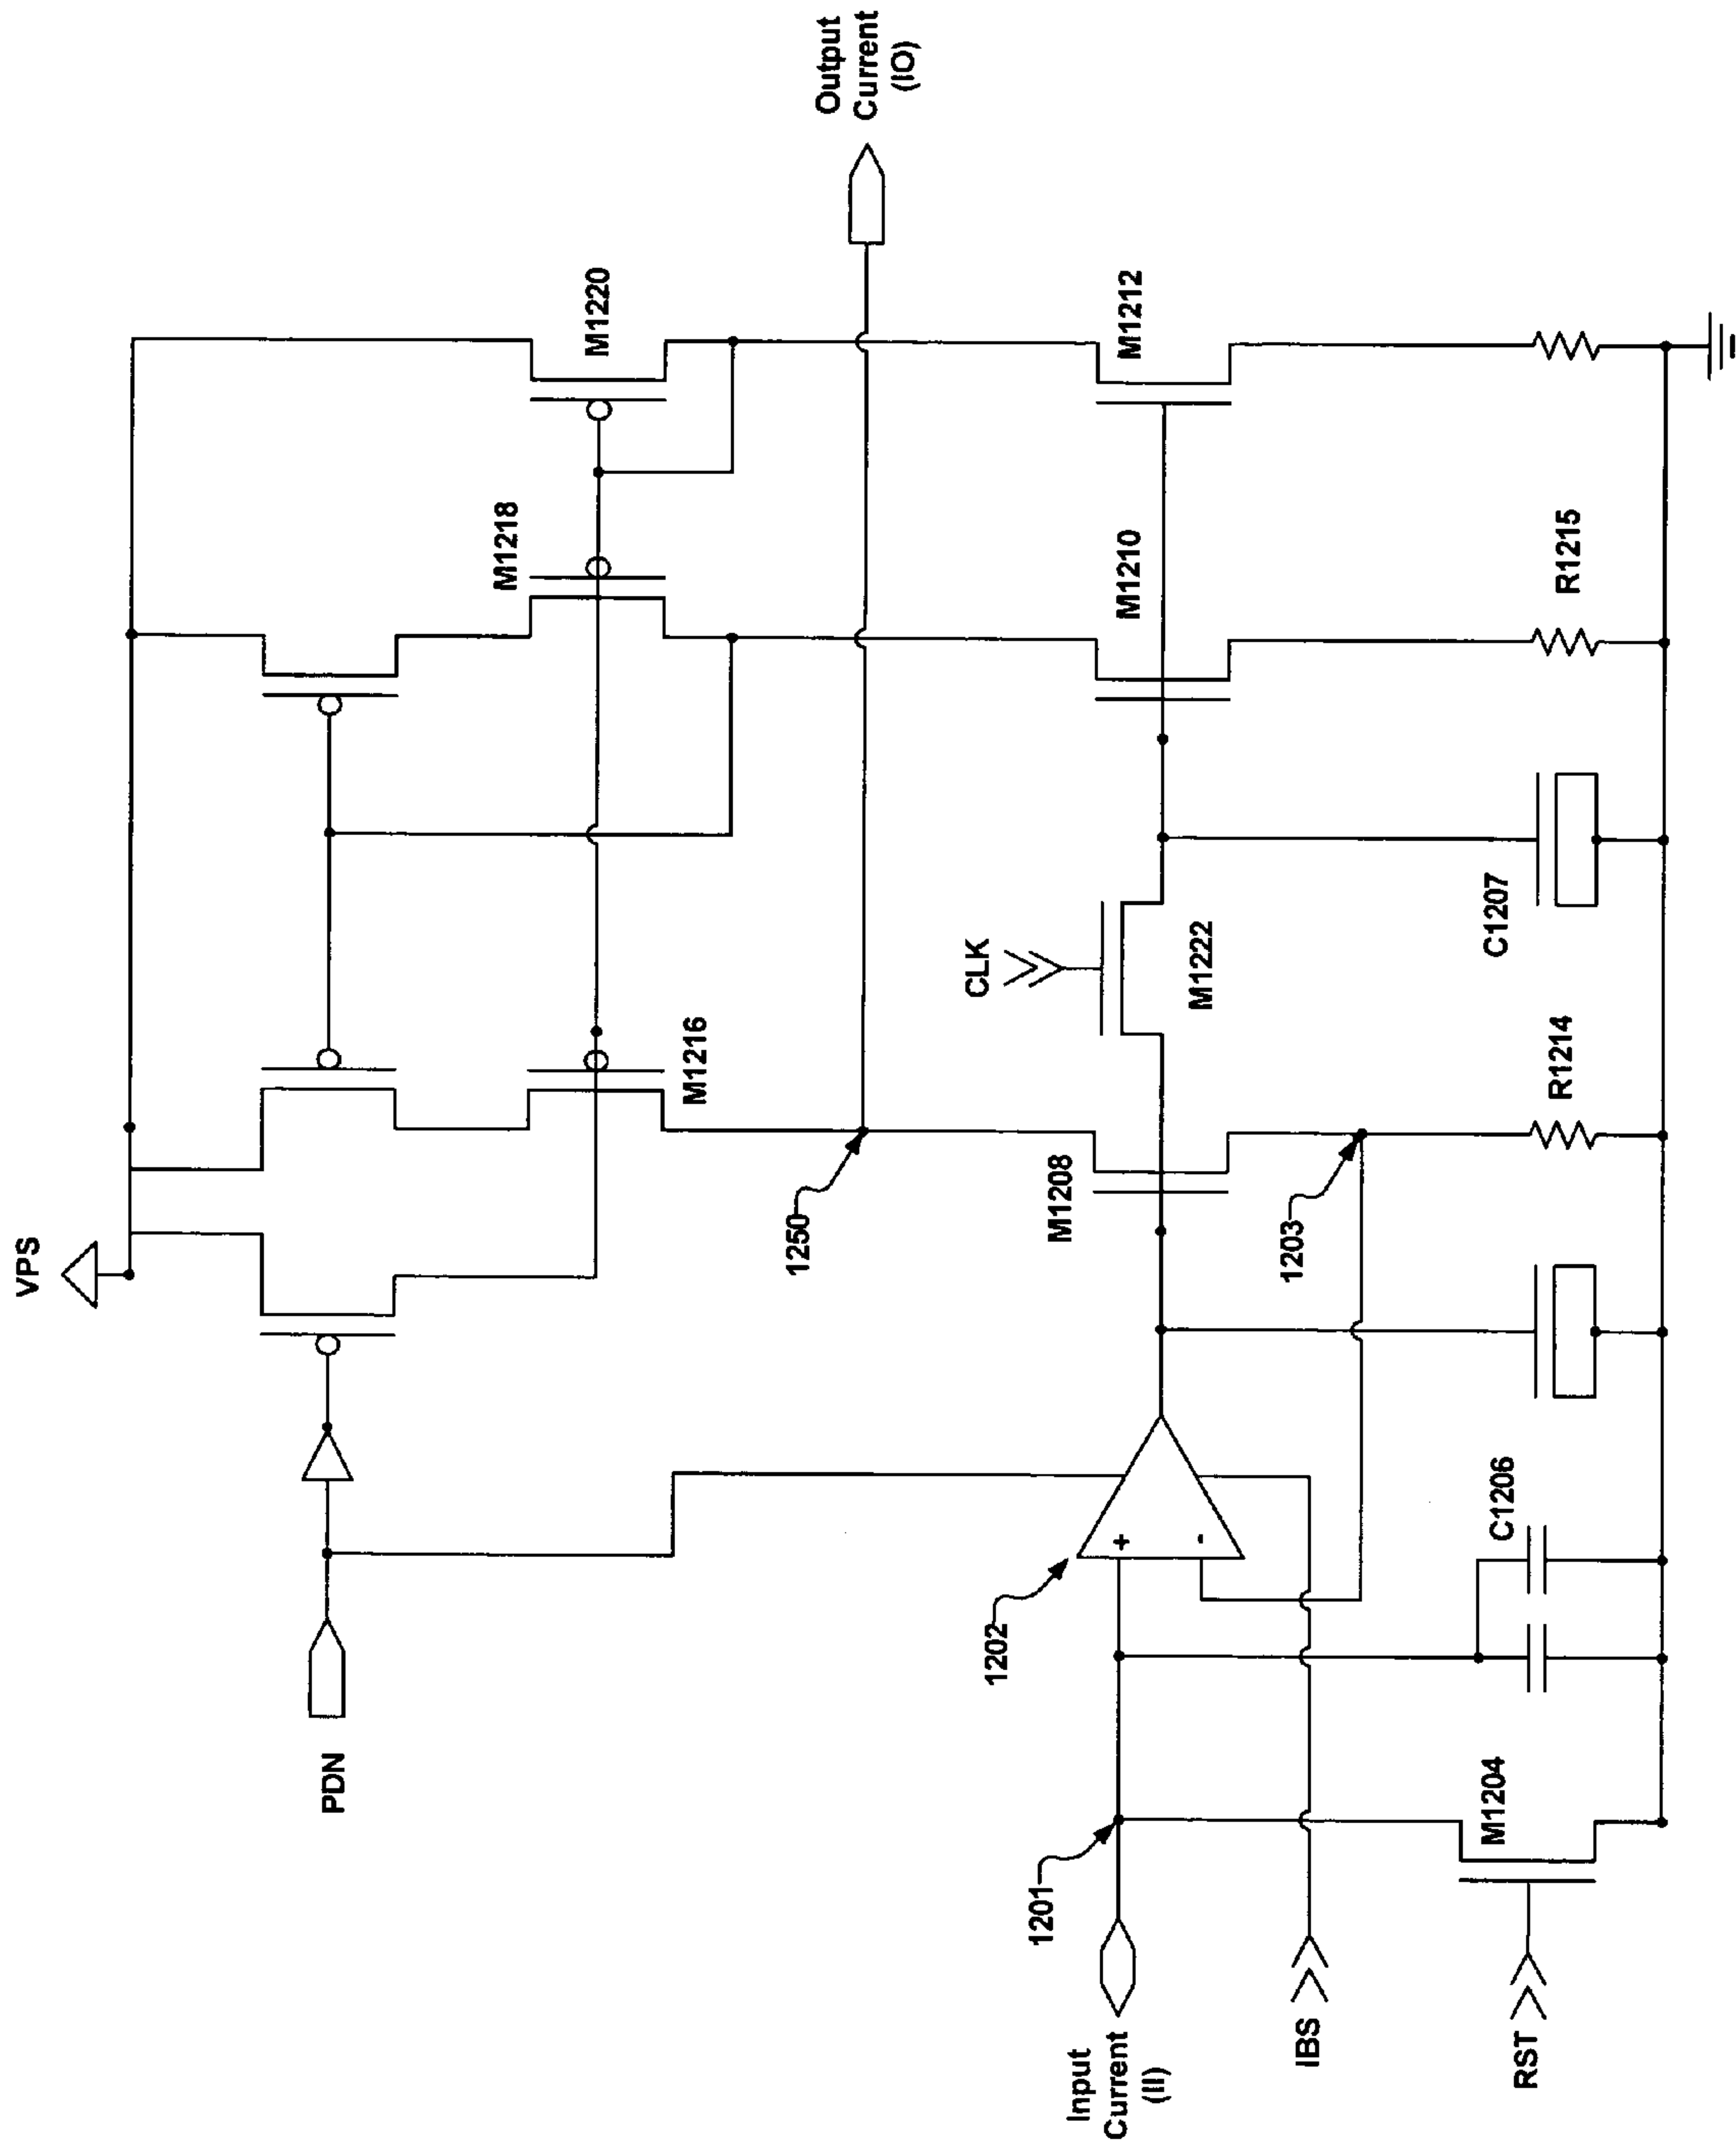 VPS
PDN
M1220
M1218
M1216
Output
Current
(IO)
1250
CLK
M1222
M1208
M1210
M1212
1202
+
-
1201
Input
Current
(II)
1203
IBS
RST
M1204
C1206
R1214
C1207
R1215